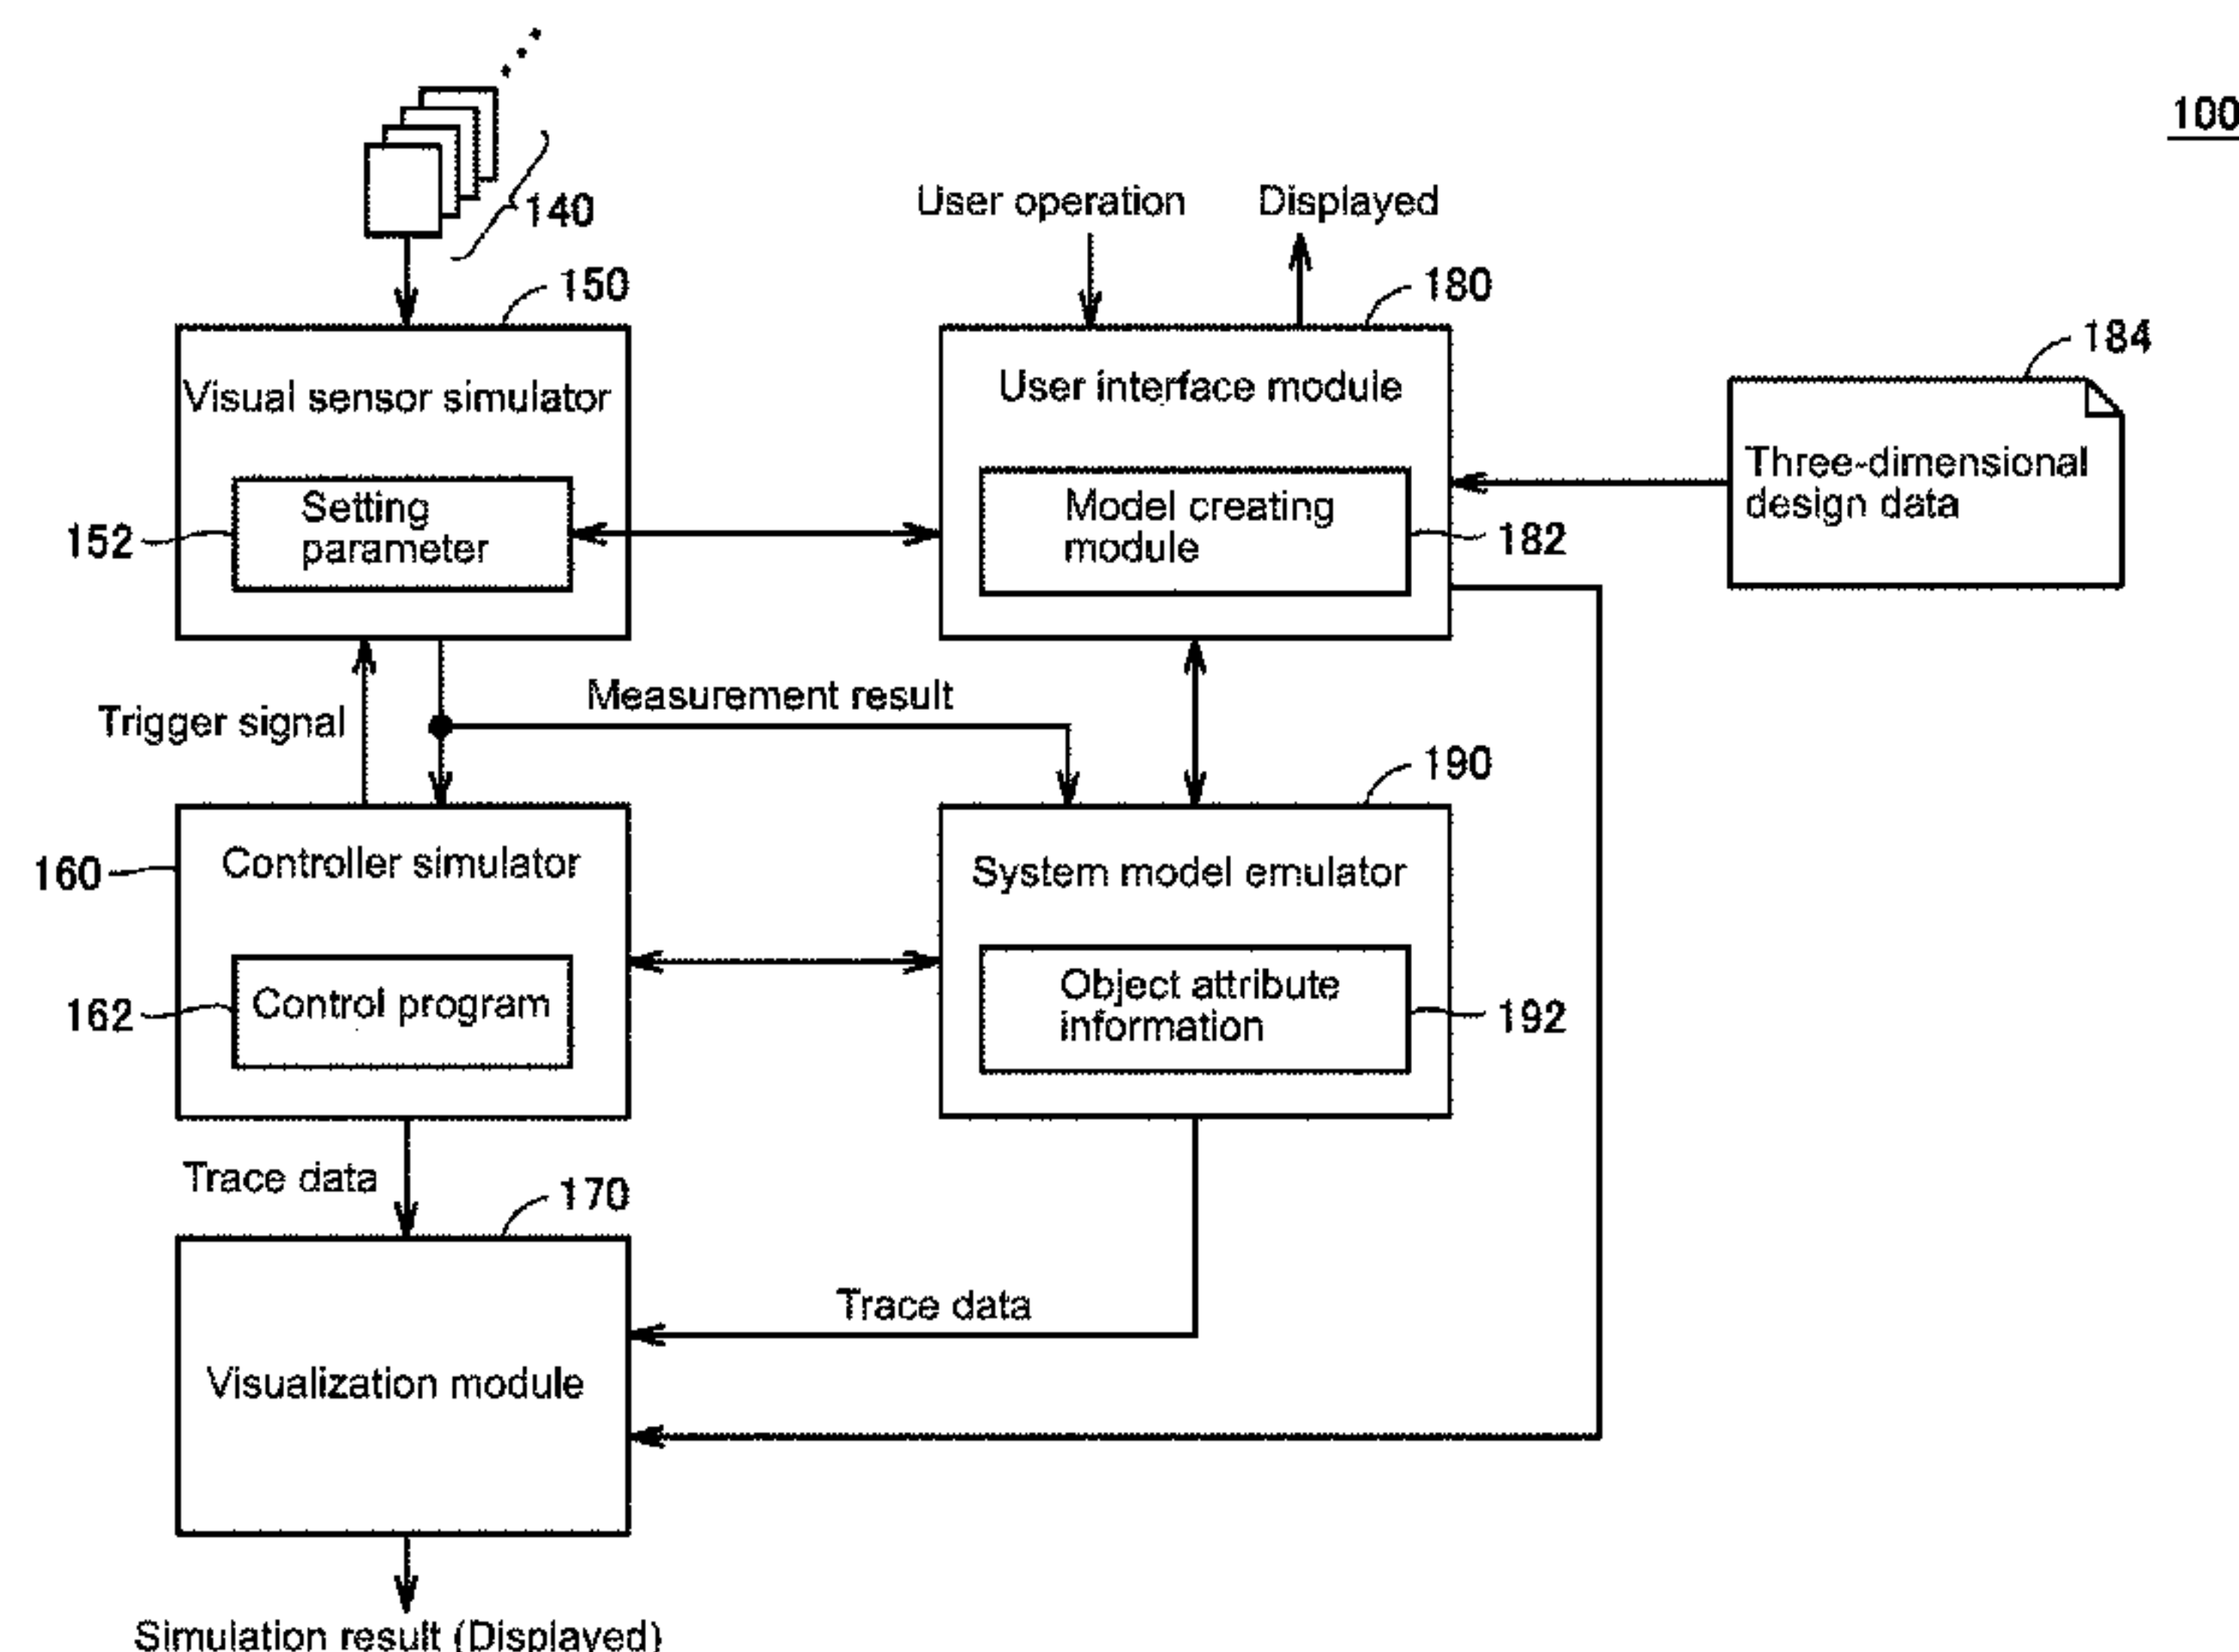 100
140
User operation
Displayed
150
180
184
Visual sensor simulator
User interface module
Three-dimensional
design data
Setting
parameter
152
Model creating
module
182
Measurement result
Trigger signal
190
160
Controller simulator
System model emulator
Control program
162
Object attribute
information
192
Trace data
170
Trace data
Visualization module
Simulation result (Displayed)